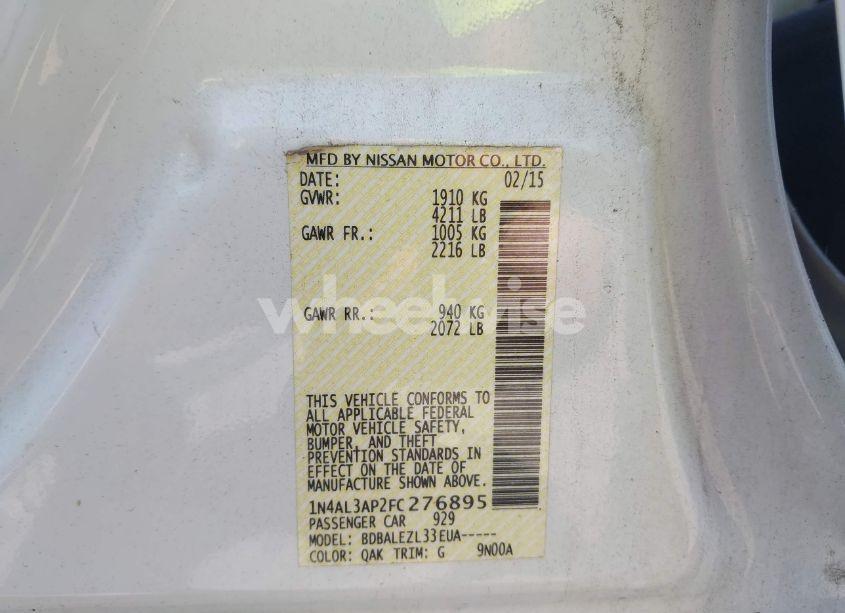 MFD BY NISSAN MOTOR CO., LTD.
DATE: 02/15
GVWR: 1910 KG
4211 LB
GAWR FR.: 1005 KG
2216 LB
wheelwise
GAWR RR.: 940 KG
2072 LB
THIS VEHICLE CONFORMS TO
ALL APPLICABLE FEDERAL
MOTOR VEHICLE SAFETY,
BUMPER, AND THEFT
PREVENTION STANDARDS IN
EFFECT ON THE DATE OF
MANUFACTURE SHOWN ABOVE.
1N4AL3AP2FC276895
PASSENGER CAR 929
MODEL: BDBALEZL33EUA-----
COLOR: QAK TRIM: G 9N00A